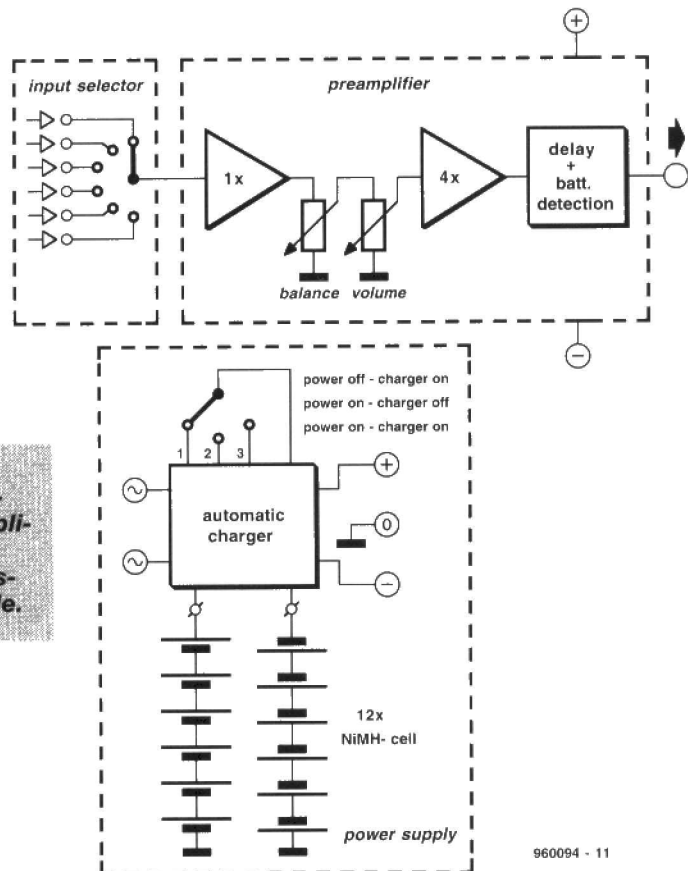 input selector
preamplifier
+
1x
4x
delay
+
batt.
detection
balance volume
−
power off - charger on
power on - charger off
power on - charger on
1 2 3
automatic
charger
+
0
−
~
~
12x
NiMH- cell
power supply
960094 - 11